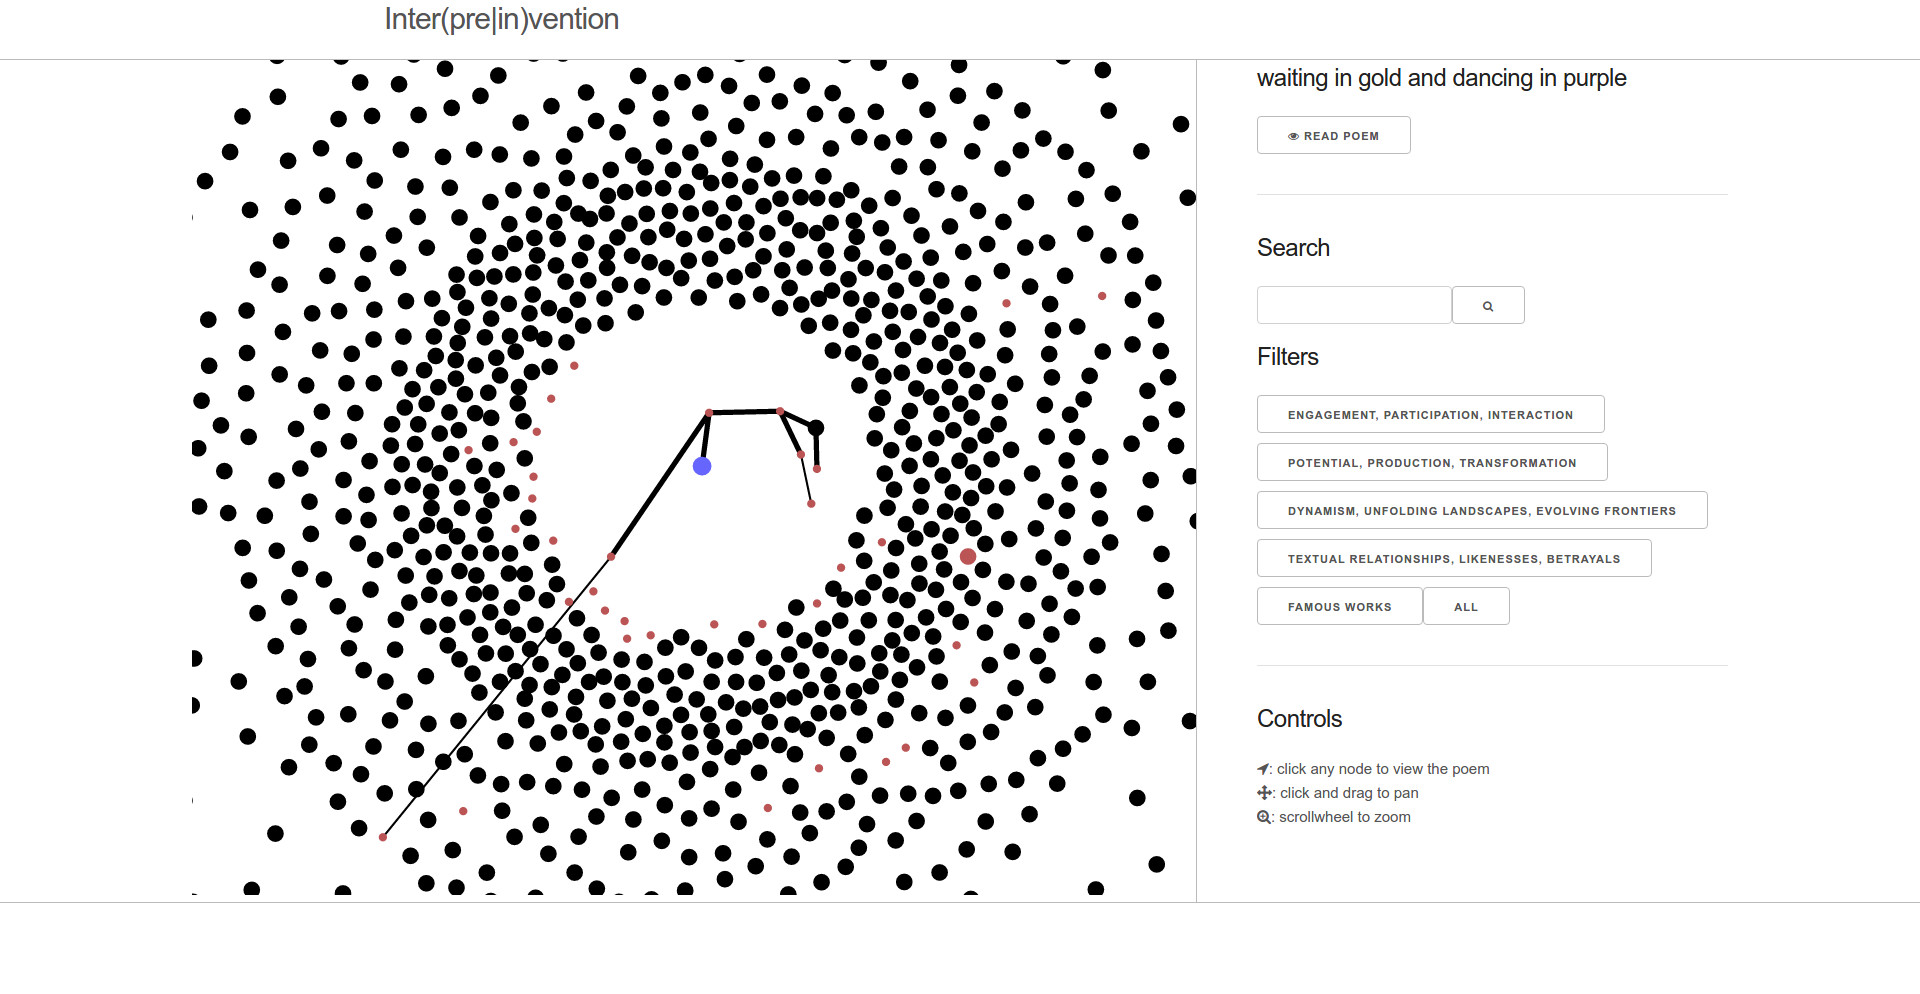 Inter(pre|in)vention
waiting in gold and dancing in purple
READ POEM
Search
Filters
ENGAGEMENT, PARTICIPATION, INTERACTION
POTENTIAL, PRODUCTION, TRANSFORMATION
DYNAMISM, UNFOLDING LANDSCAPES, EVOLVING FRONTIERS
TEXTUAL RELATIONSHIPS, LIKENESSES, BETRAYALS
FAMOUS WORKS ALL
Controls
: click any node to view the poem
: click and drag to pan
: scrollwheel to zoom